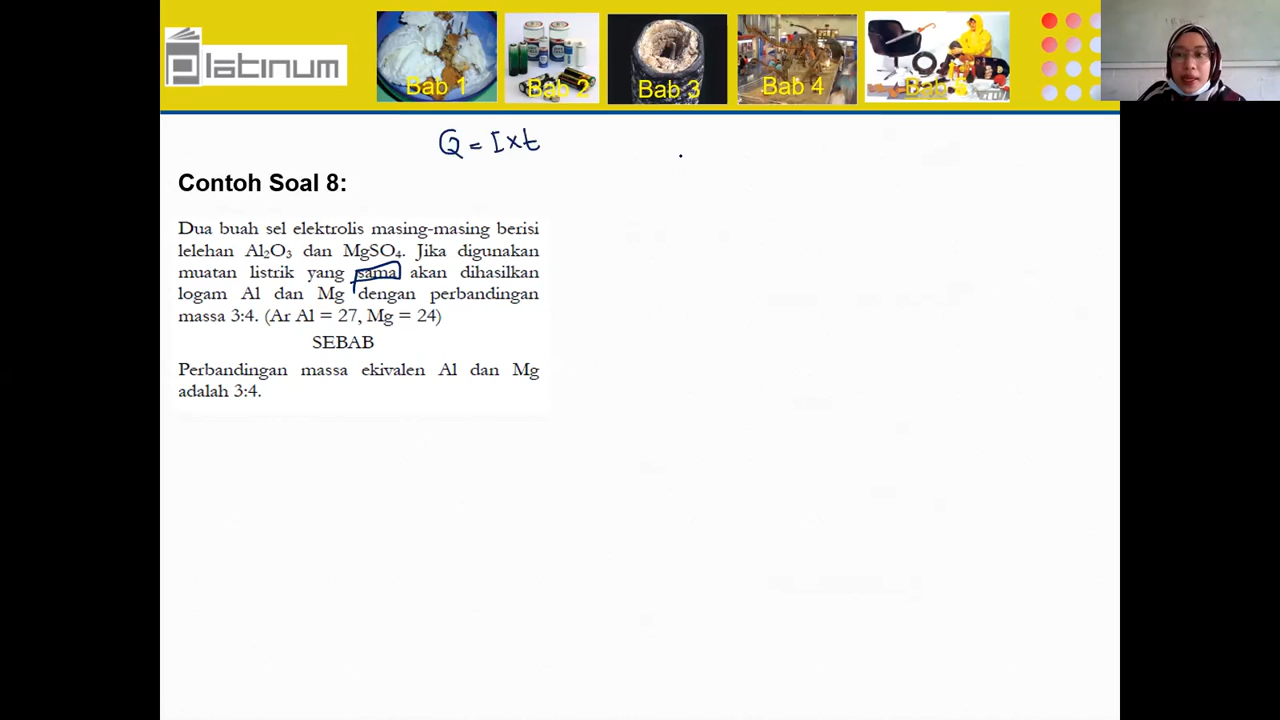 Platinum
Bab 1
Bab 2
Bab 3
Bab 4
Bab
Q = I x t
Contoh Soal 8:
Dua buah sel elektrolis masing-masing berisi
lelehan Al₂O₃ dan MgSO₄. Jika digunakan
muatan listrik yang sama akan dihasilkan
logam Al dan Mg dengan perbandingan
massa 3:4. (Ar Al = 27, Mg = 24)
SEBAB
Perbandingan massa ekivalen Al dan Mg
adalah 3:4.